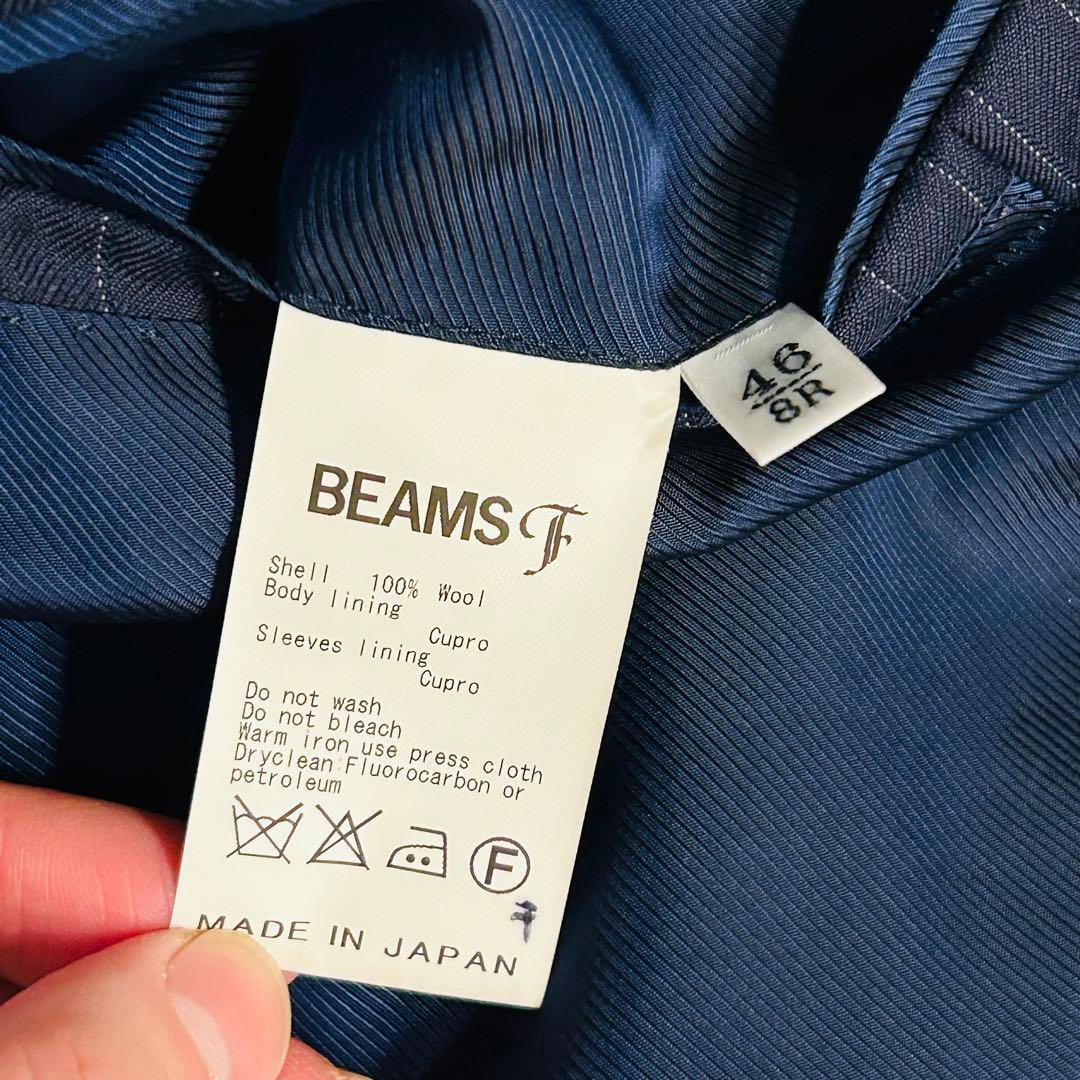 46
8R
BEAMS F
Shell 100% Wool
Body lining
Cupro
Sleeves lining
Cupro
Do not wash
Do not bleach
Warm iron use press cloth
Dryclean:Fluorocarbon or
petroleum
F
MADE IN JAPAN